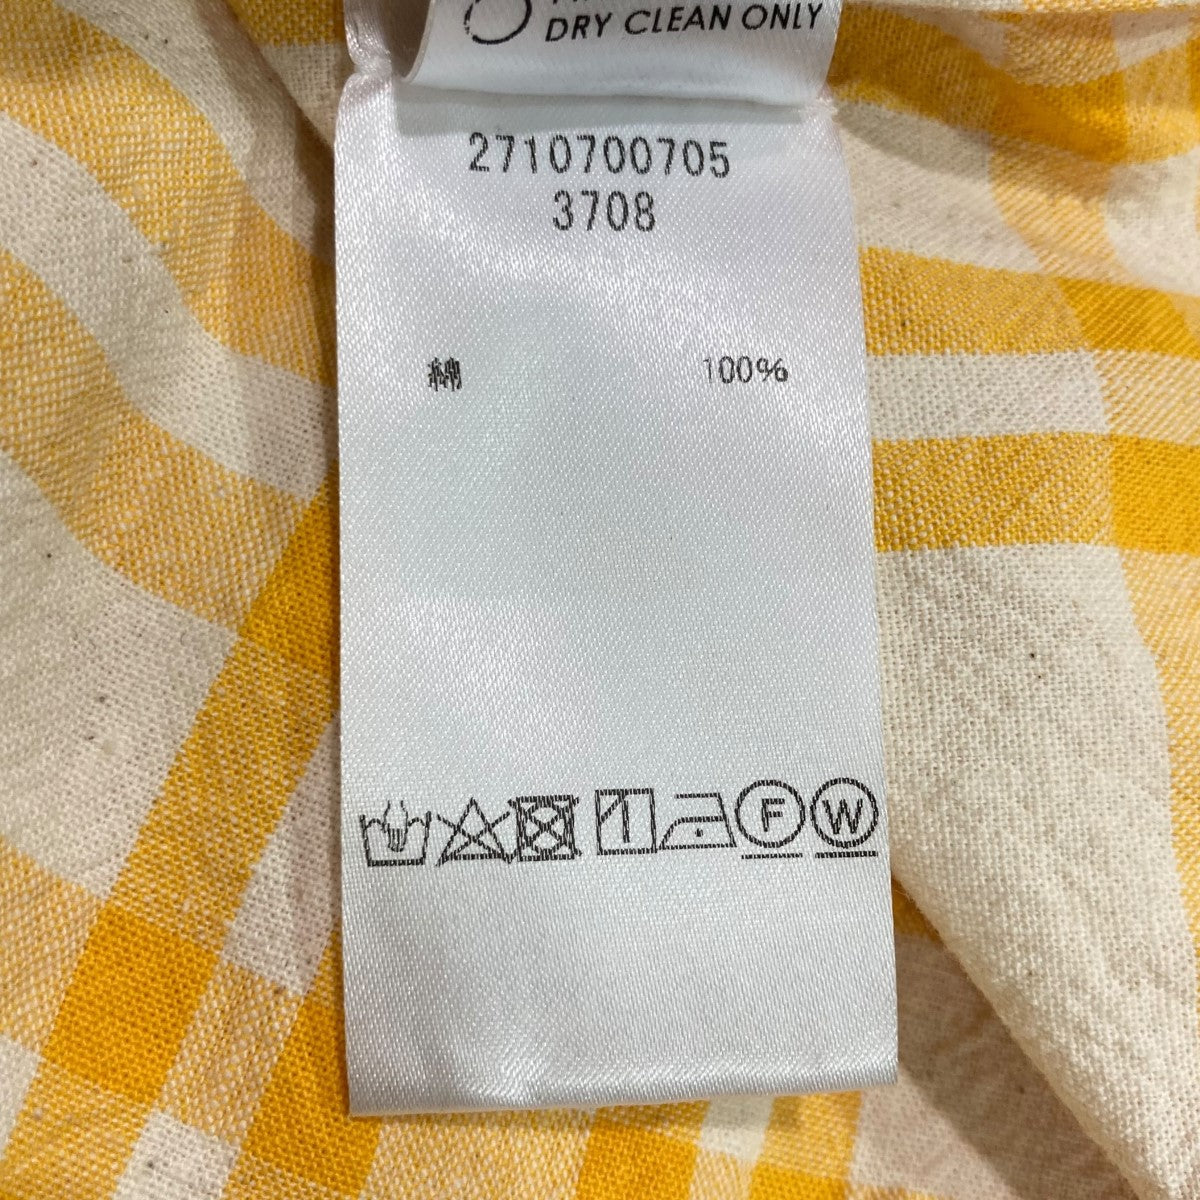 DRY CLEAN ONLY
2710700705
3708
綿 100%
F W